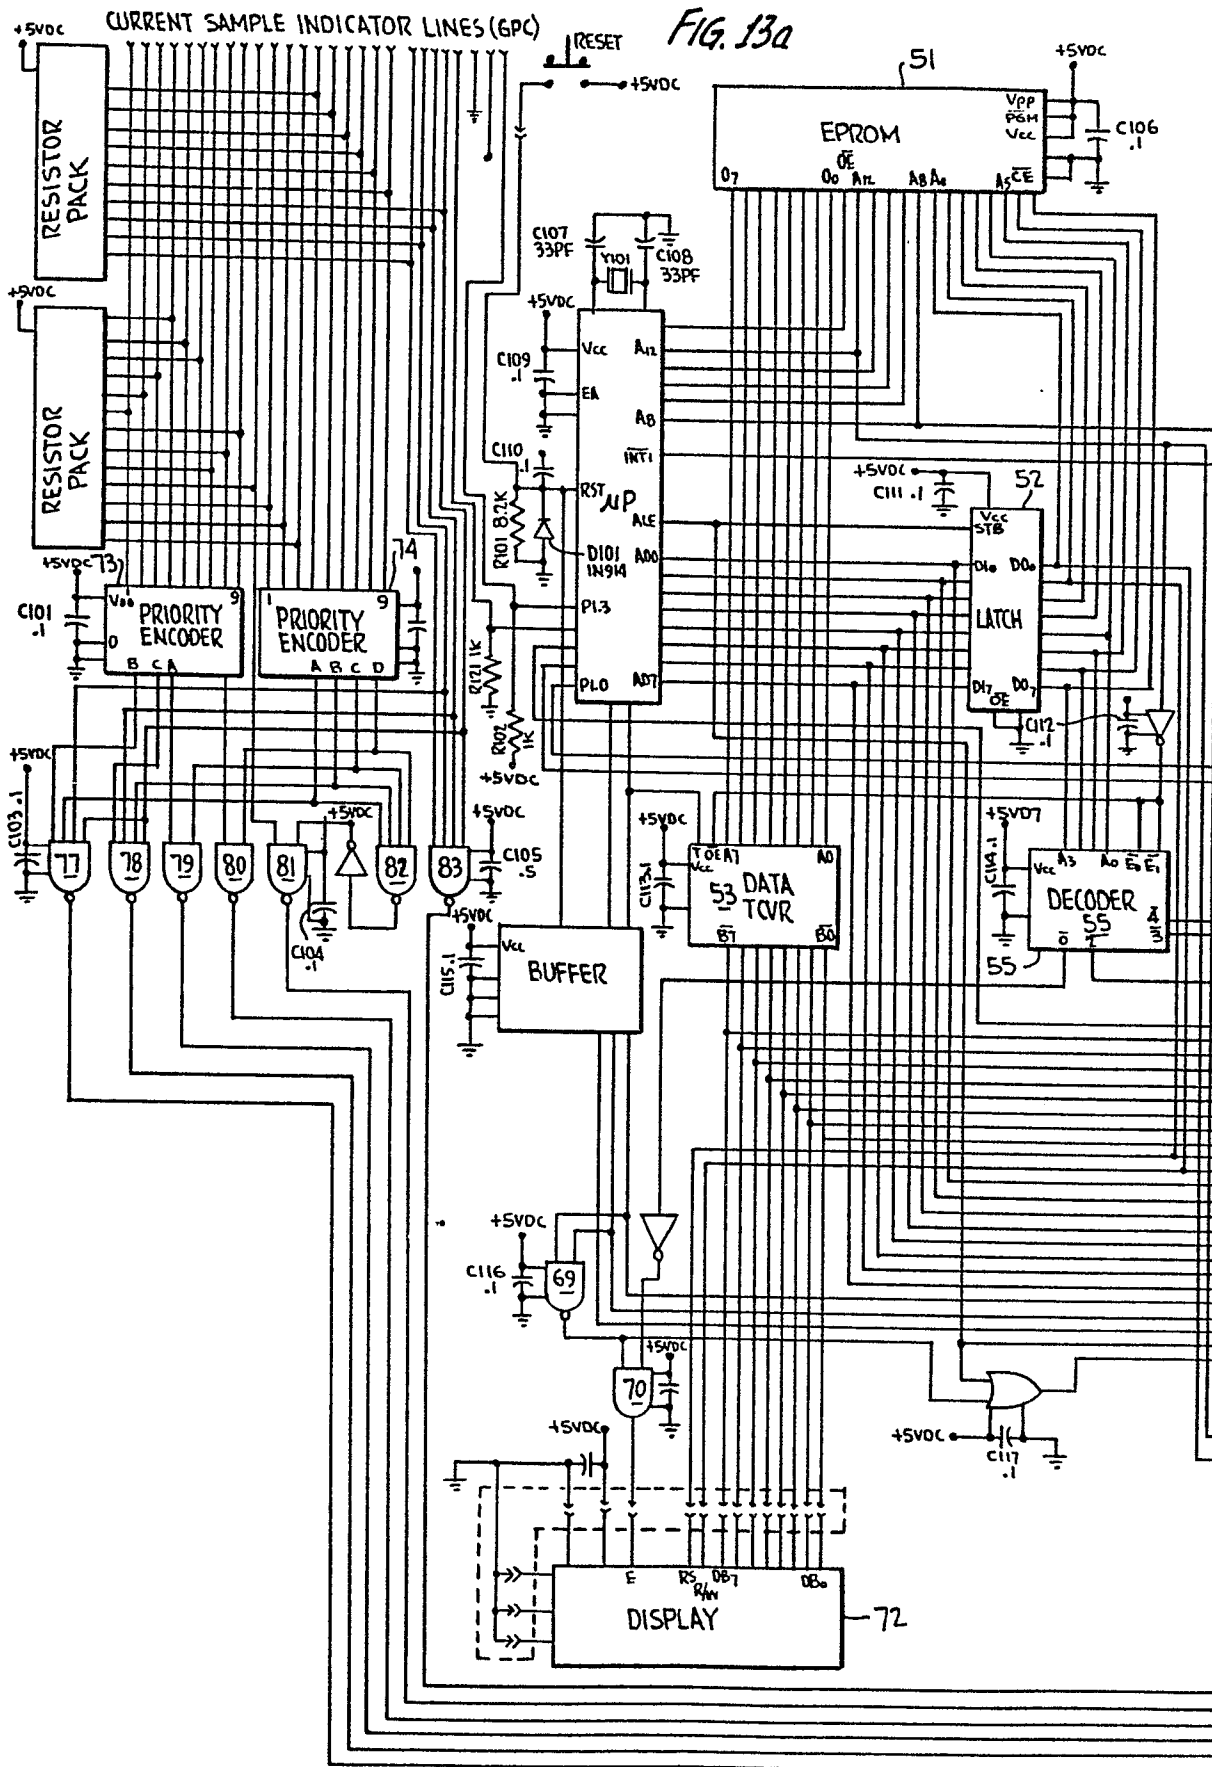 CURRENT SAMPLE INDICATOR LINES (GPC)
FIG. 13a
+5VDC
RESET
+5VDC
51
+5VDC
RESISTOR PACK
EPROM
VPP
PGM
VCC
C106 .1
O7
O0
OE
A12
A8
A0
A5
CE
C107 33PF
Y101
C108 33PF
+5VDC
+5VDC
RESISTOR PACK
C109 .1
VCC
A12
EA
A8
INT1
C110 .1
RST
μP
R101 8.2K
D101 1N914
ALE
AD0
P1.3
P1.0
AD7
+5VDC
C111 .1
52
VCC
STB
DI0
DO0
LATCH
DI7
DO7
OE
C112 .1
+5VDC
73
74
C101 .1
VDD
9
1
9
PRIORITY ENCODER
PRIORITY ENCODER
D
B C A
A B C D
R121 1K
R102 1K
+5VDC
+5VDC
C103 .1
+5VDC
77
78
79
80
81
82
83
C104 .1
+5VDC
C105 .5
+5VDC
C113 .1
T
OE
A7
A0
VCC
53
DATA TCVR
B7
B0
+5VD7
C114 .1
VCC
A3
A0
E0
E1
DECODER
55
0
55
+5VDC
C115 .1
VCC
BUFFER
+5VDC
C116 .1
69
+5VDC
70
+5VDC
+5VDC
C117 .1
E
RS
R/W
DB7
DB0
DISPLAY
72